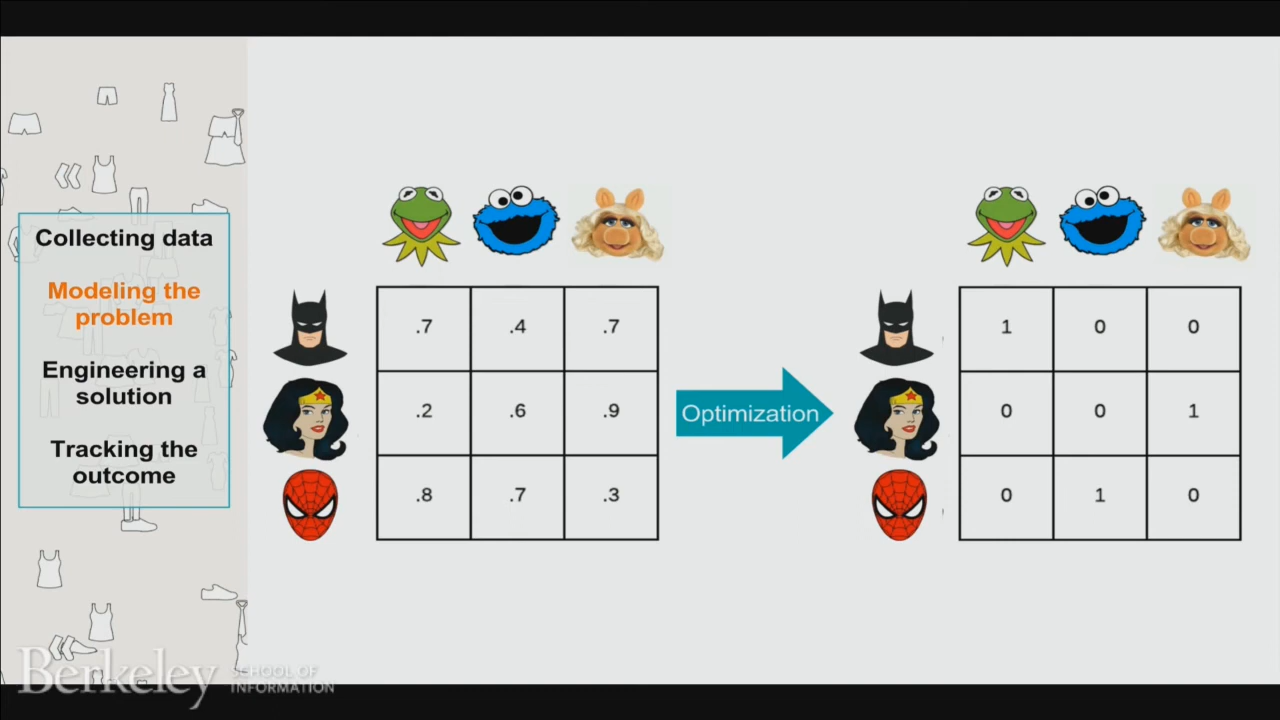 Collecting data
Modeling the
problem
Engineering a
solution
Tracking the
outcome
.7 .4 .7
.2 .6 .9
.8 .7 .3
Optimization
1 0 0
0 0 1
0 1 0
Berkeley SCHOOL OF
INFORMATION